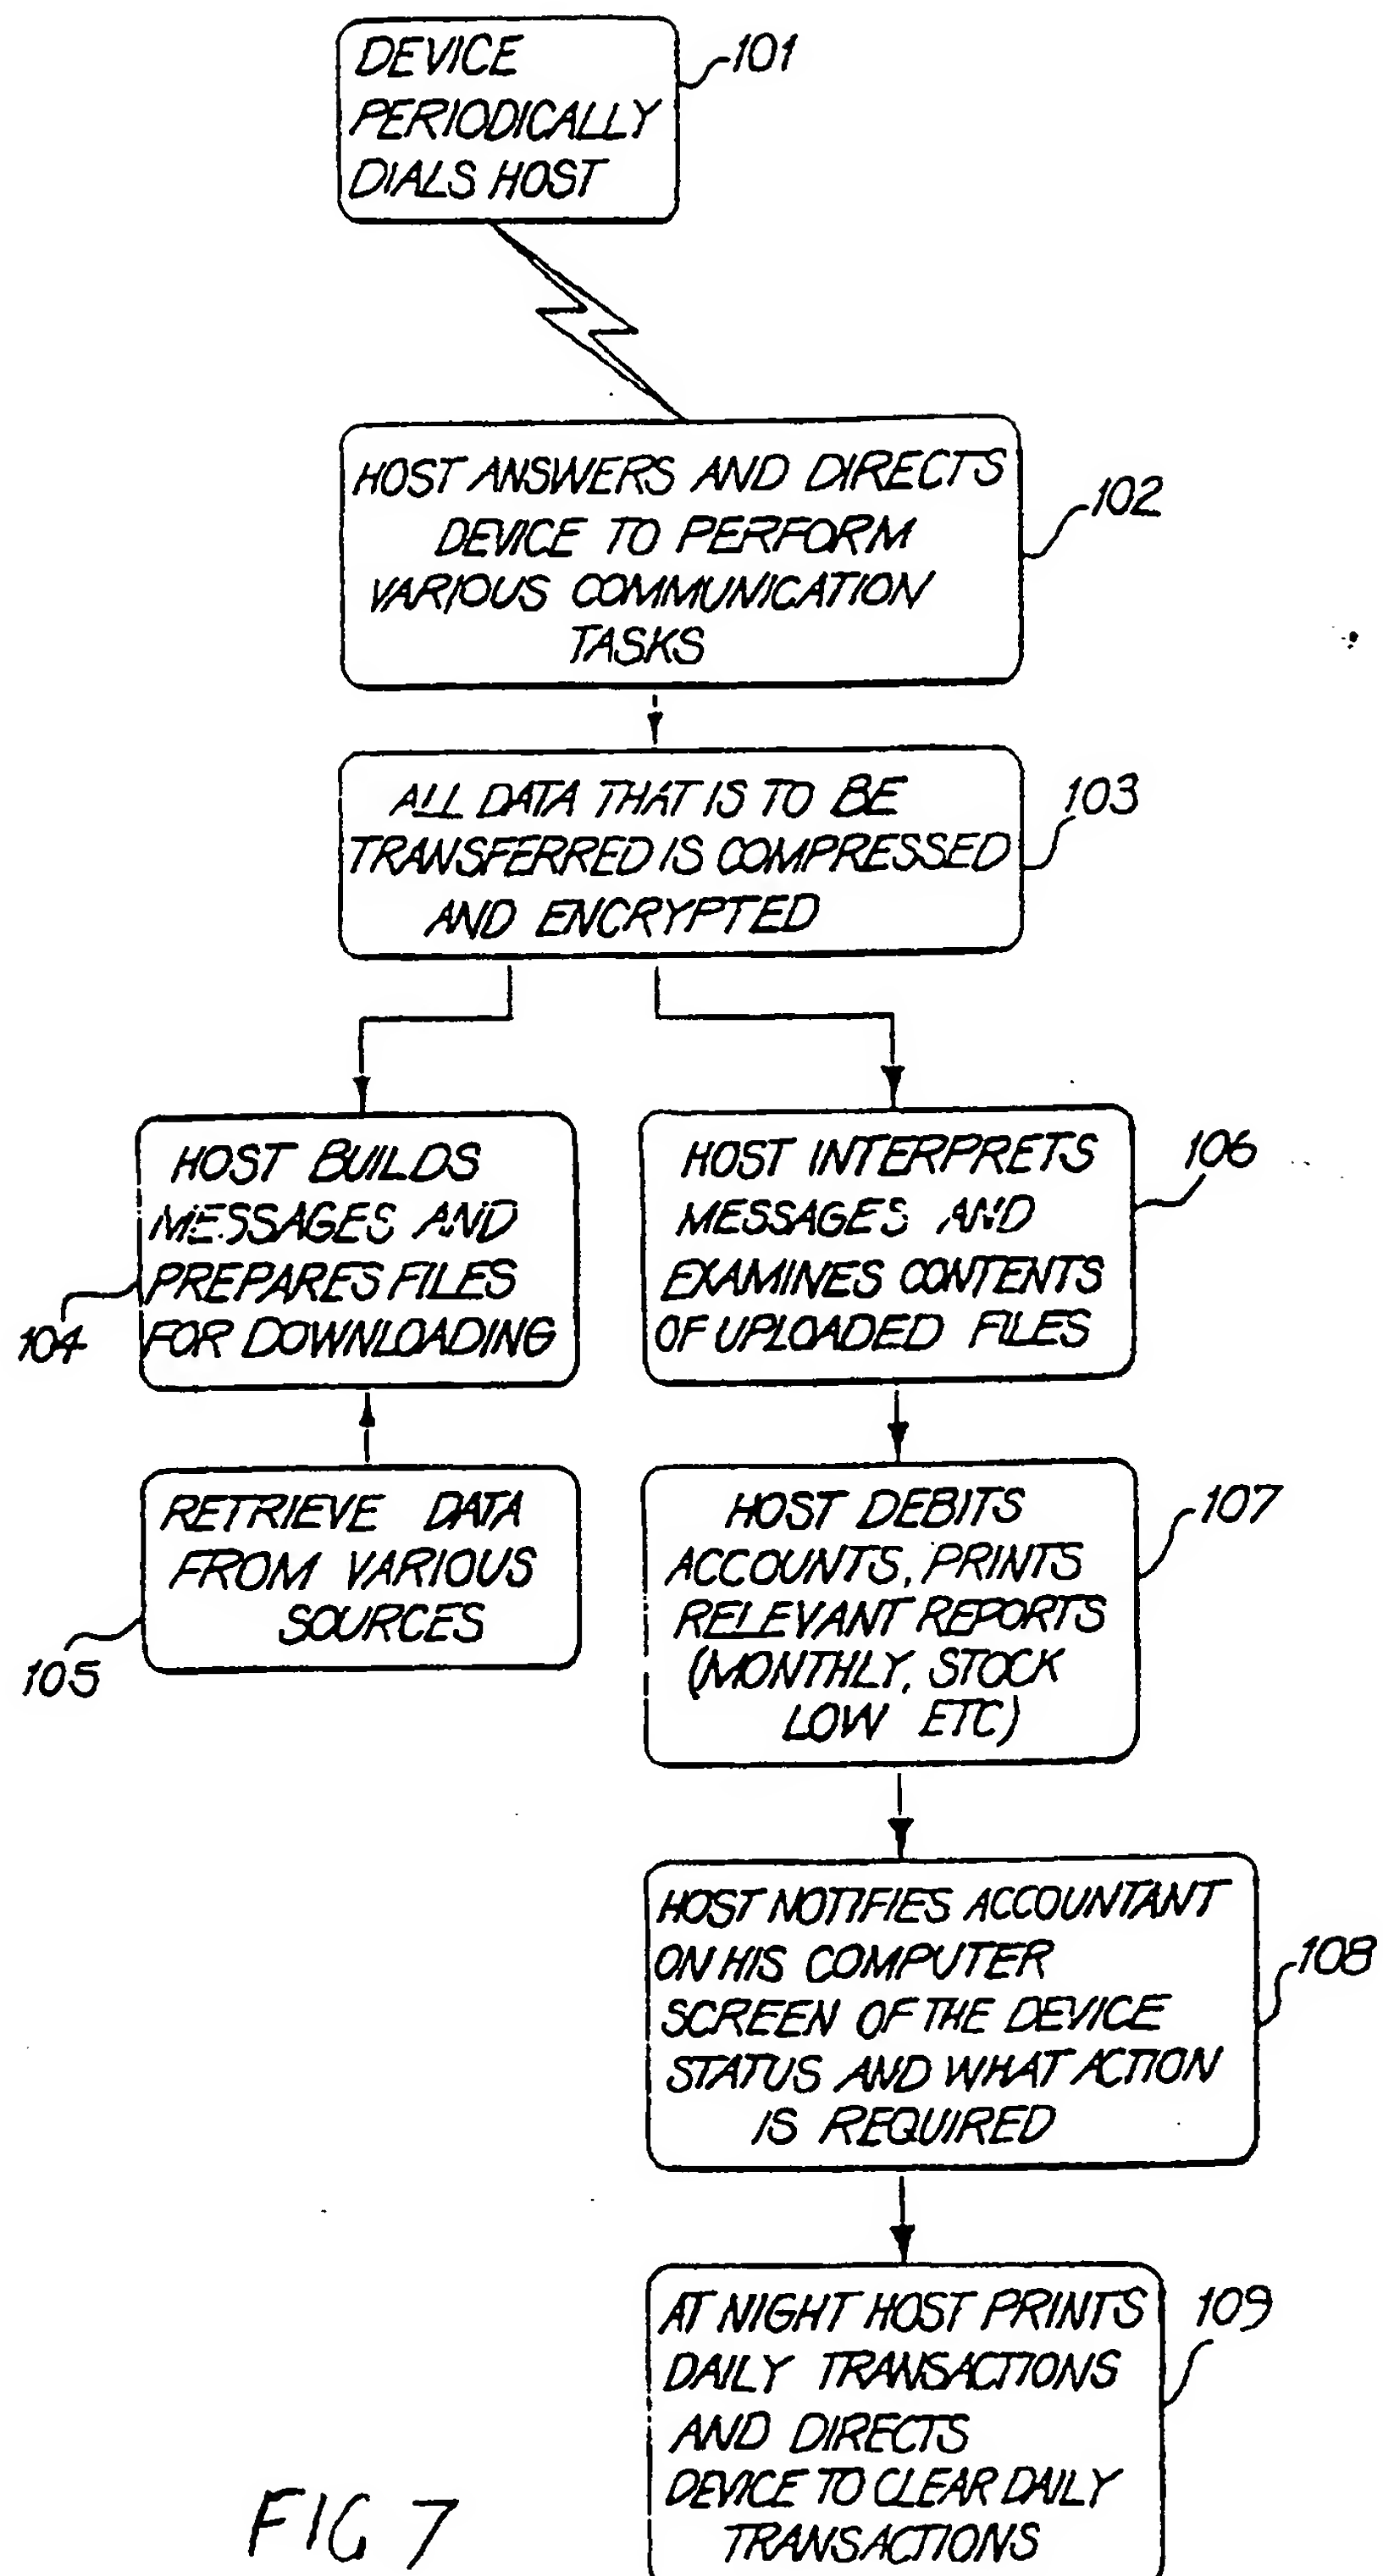 DEVICE
PERIODICALLY
DIALS HOST
101
HOST ANSWERS AND DIRECTS
DEVICE TO PERFORM
VARIOUS COMMUNICATION
TASKS
102
ALL DATA THAT IS TO BE
TRANSFERRED IS COMPRESSED
AND ENCRYPTED
103
HOST BUILDS
MESSAGES AND
PREPARES FILES
FOR DOWNLOADING
104
RETRIEVE DATA
FROM VARIOUS
SOURCES
105
HOST INTERPRETS
MESSAGES AND
EXAMINES CONTENTS
OF UPLOADED FILES
106
HOST DEBITS
ACCOUNTS, PRINTS
RELEVANT REPORTS
(MONTHLY, STOCK
LOW ETC)
107
HOST NOTIFIES ACCOUNTANT
ON HIS COMPUTER
SCREEN OF THE DEVICE
STATUS AND WHAT ACTION
IS REQUIRED
108
AT NIGHT HOST PRINTS
DAILY TRANSACTIONS
AND DIRECTS
DEVICE TO CLEAR DAILY
TRANSACTIONS
109
FIG 7